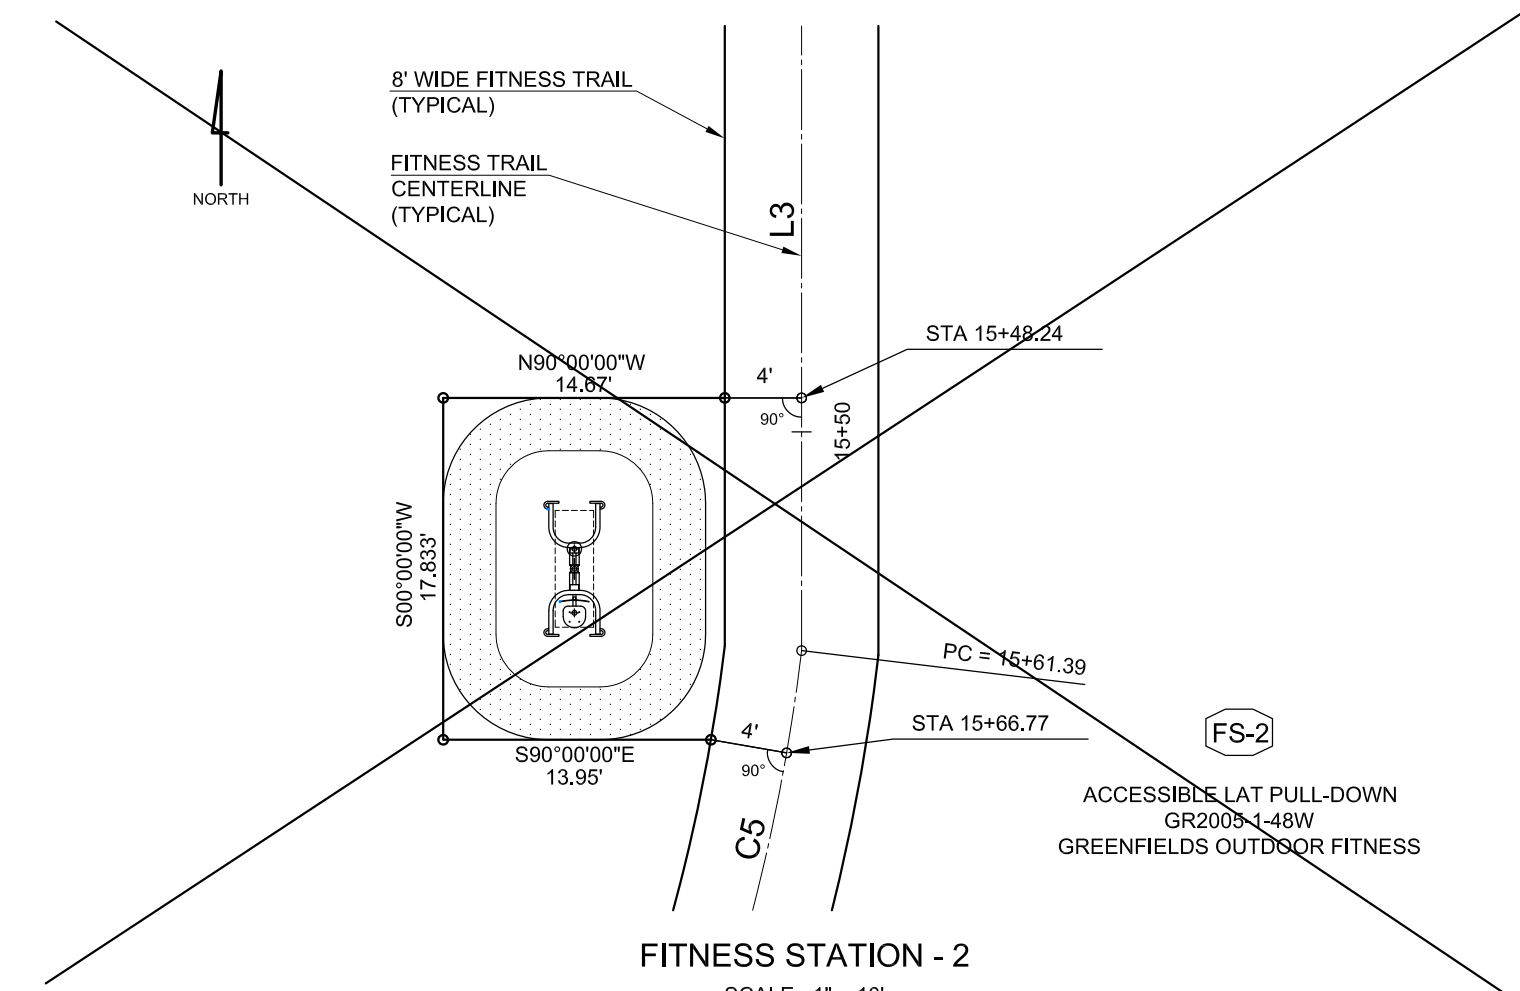 8' WIDE FITNESS TRAIL
(TYPICAL)
FITNESS TRAIL
CENTERLINE
(TYPICAL)
NORTH
L3
STA 15+48.24
N90°00'00"W
14.67'
4'
90°
15+50
S00°00'00"W
17.833'
PC = 15+61.39
STA 15+66.77
4'
90°
S90°00'00"E
13.95'
C5
FS-2
ACCESSIBLE LAT PULL-DOWN
GR2005-1-48W
GREENFIELDS OUTDOOR FITNESS
FITNESS STATION - 2